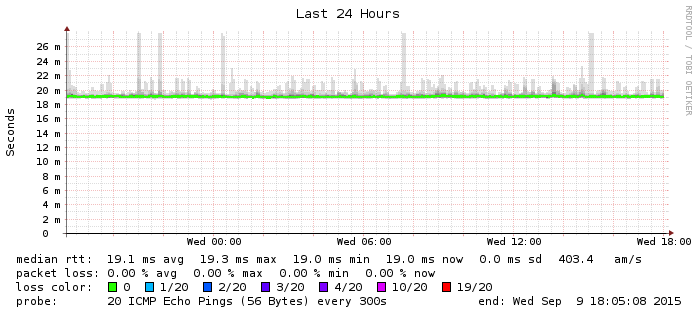 Last 24 Hours
RRDTOOL / TOBI OETIKER
Seconds
26 m
24 m
22 m
20 m
18 m
16 m
14 m
12 m
10 m
8 m
6 m
4 m
2 m
0
Wed 00:00 Wed 06:00 Wed 12:00 Wed 18:00
median rtt: 19.1 ms avg 19.3 ms max 19.0 ms min 19.0 ms now 0.0 ms sd 403.4 am/s
packet loss: 0.00 % avg 0.00 % max 0.00 % min 0.00 % now
loss color: 0 1/20 2/20 3/20 4/20 10/20 19/20
probe: 20 ICMP Echo Pings (56 Bytes) every 300s end: Wed Sep 9 18:05:08 2015